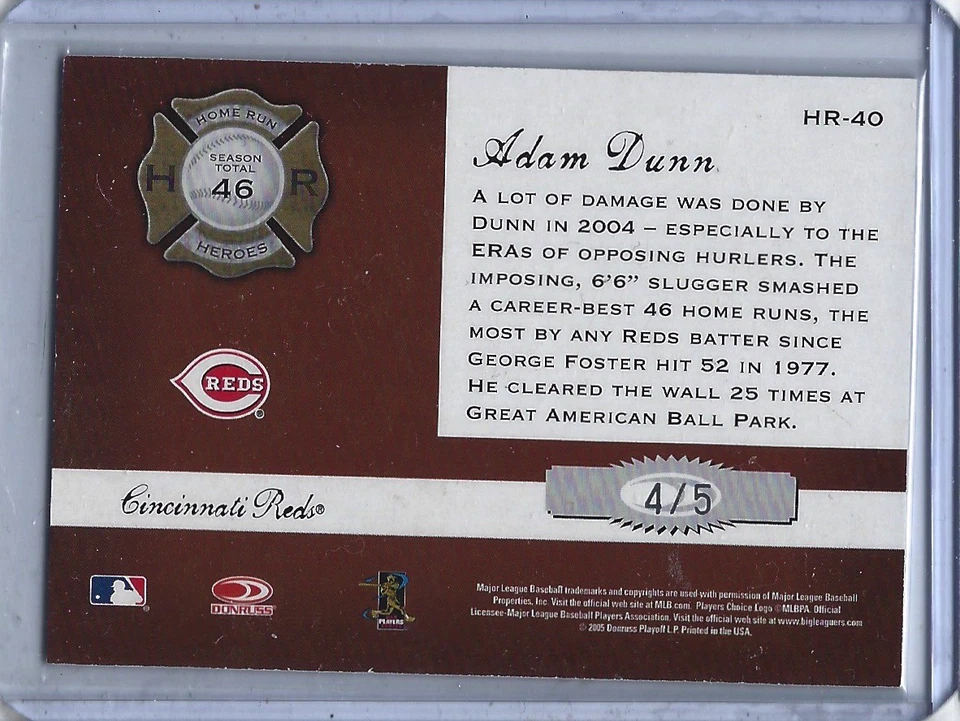 HR-40
HOME RUN
SEASON
TOTAL
H 46 R
HEROES
Adam Dunn
A LOT OF DAMAGE WAS DONE BY
DUNN IN 2004 – ESPECIALLY TO THE
ERAS OF OPPOSING HURLERS. THE
IMPOSING, 6’6” SLUGGER SMASHED
A CAREER-BEST 46 HOME RUNS, THE
MOST BY ANY REDS BATTER SINCE
GEORGE FOSTER HIT 52 IN 1977.
HE CLEARED THE WALL 25 TIMES AT
GREAT AMERICAN BALL PARK.
REDS
®
Cincinnati Reds®
4/5
DONRUSS
PLAYERS
Major League Baseball trademarks and copyrights are used with permission of Major League Baseball
Properties, Inc. Visit the official web site at MLB.com. Players Choice Logo ©MLBPA. Official
Licensee-Major League Baseball Players Association. Visit the official web site at www.bigleaguers.com
© 2005 Donruss Playoff L.P. Printed in the USA.